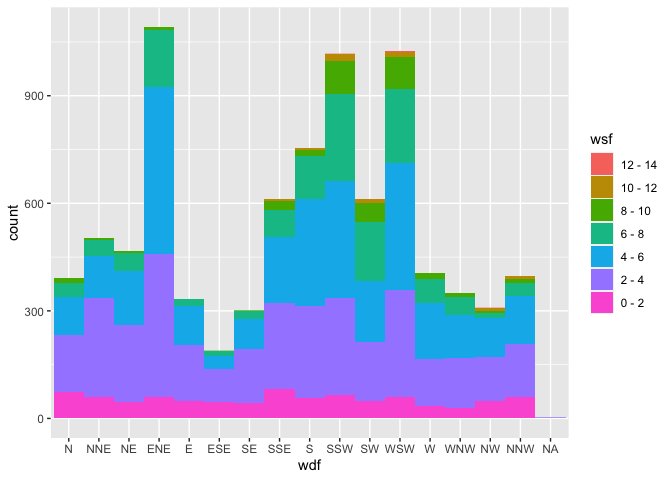 count
900
600
300
0
N NNE NE ENE E ESE SE SSE S SSW SW WSW W WNW NW NNW NA
wdf
wsf
12 - 14
10 - 12
8 - 10
6 - 8
4 - 6
2 - 4
0 - 2